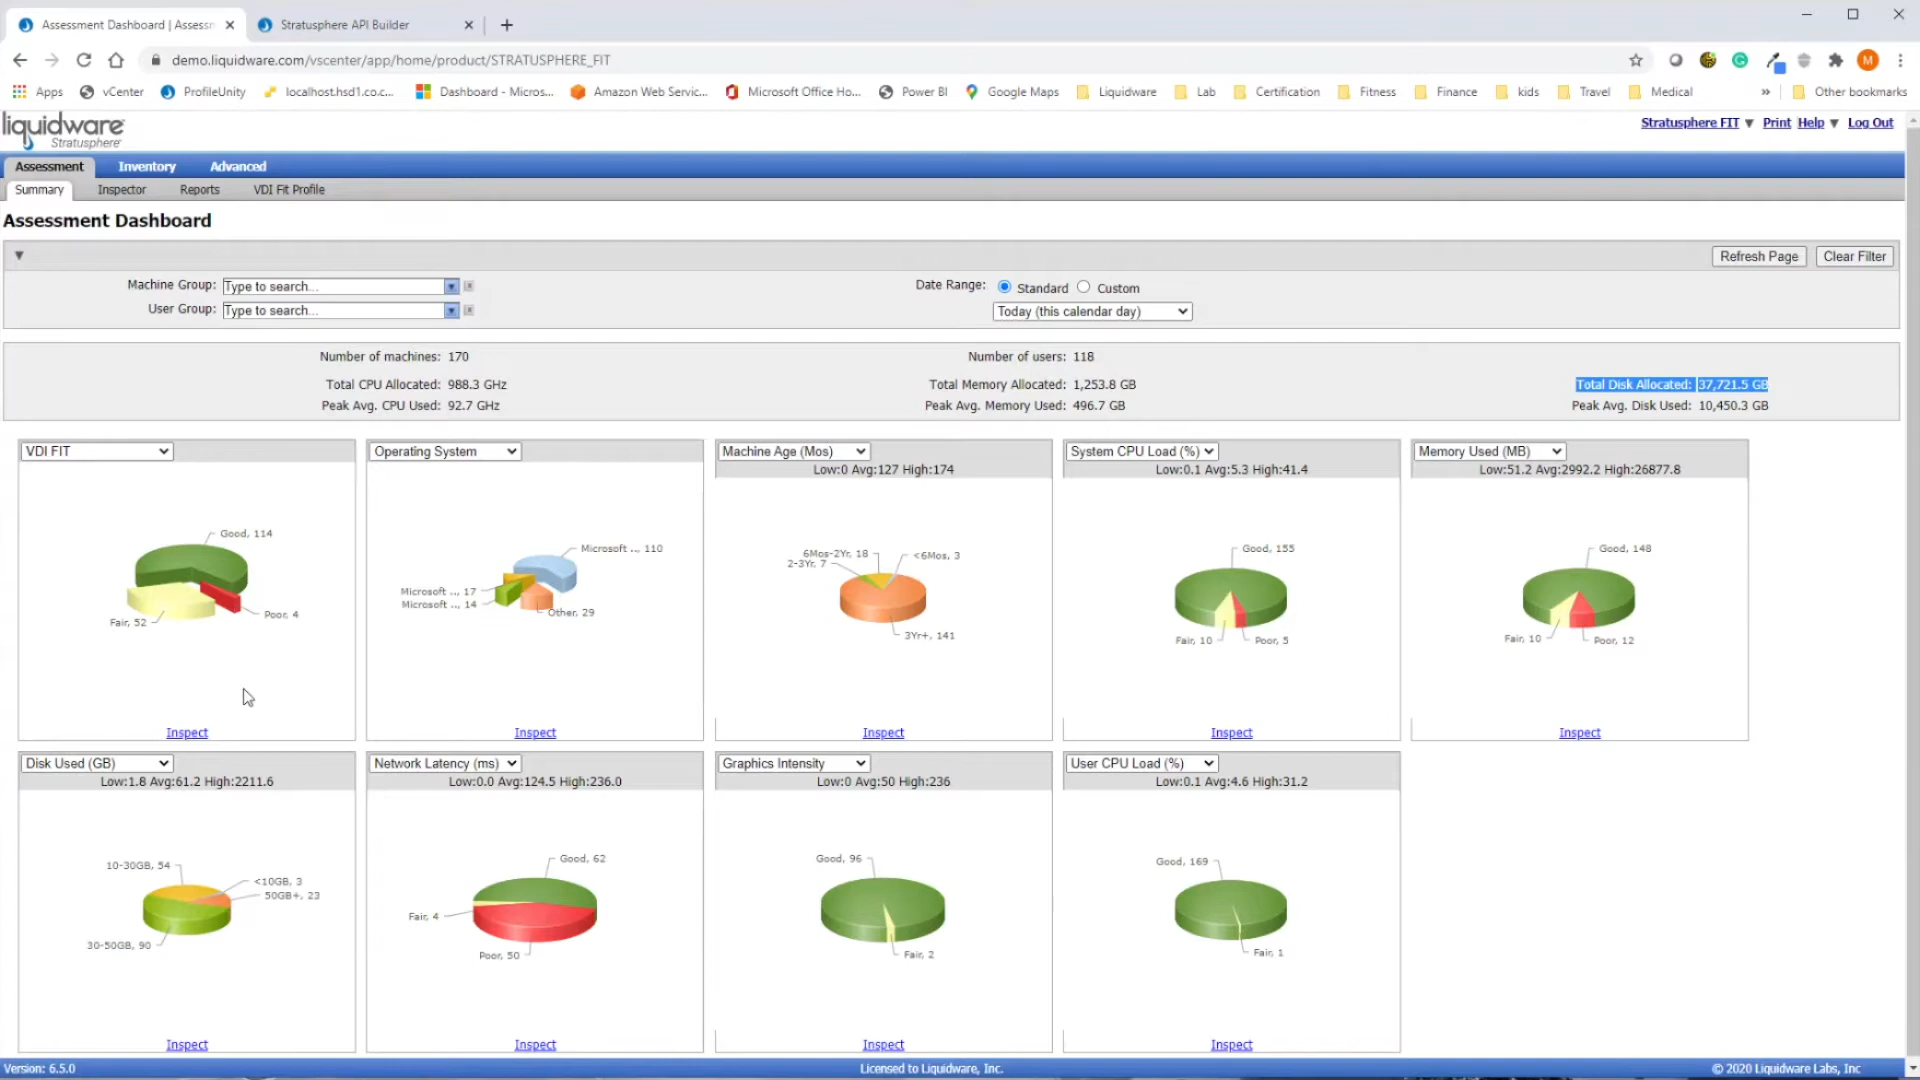 Assessment Dashboard | Assessm
Stratusphere API Builder
demo.liquidware.com/vscenter/app/home/product/STRATUSPHERE_FIT
M
Apps vCenter ProfileUnity localhost.hsd1.co.c... Dashboard - Micros... Amazon Web Servic... Microsoft Office Ho... Power BI Google Maps Liquidware Lab Certification Fitness Finance kids Travel Medical » Other bookmarks
liquidware
Stratusphere
Stratusphere FIT Print Help Log Out
Assessment Inventory Advanced
Summary Inspector Reports VDI Fit Profile
Assessment Dashboard
Refresh Page Clear Filter
Machine Group: Type to search...
Date Range: Standard Custom
User Group: Type to search...
Today (this calendar day)
Number of machines: 170
Number of users: 118
Total CPU Allocated: 988.3 GHz
Total Memory Allocated: 1,253.8 GB
Total Disk Allocated: 37,721.5 GB
Peak Avg. CPU Used: 92.7 GHz
Peak Avg. Memory Used: 496.7 GB
Peak Avg. Disk Used: 10,450.3 GB
VDI FIT
Good, 114
Fair, 52
Poor, 4
Inspect
Operating System
Microsoft .., 110
Microsoft .., 17
Microsoft .., 14
Other, 29
Inspect
Machine Age (Mos)
Low:0 Avg:127 High:174
6Mos-2Yr, 18
<6Mos, 3
2-3Yr, 7
3Yr+, 141
Inspect
System CPU Load (%)
Low:0.1 Avg:5.3 High:41.4
Good, 155
Fair, 10
Poor, 5
Inspect
Memory Used (MB)
Low:51.2 Avg:2992.2 High:26877.8
Good, 148
Fair, 10
Poor, 12
Inspect
Disk Used (GB)
Low:1.8 Avg:61.2 High:2211.6
10-30GB, 54
<10GB, 3
50GB+, 23
30-50GB, 90
Inspect
Network Latency (ms)
Low:0.0 Avg:124.5 High:236.0
Good, 62
Fair, 4
Poor, 50
Inspect
Graphics Intensity
Low:0 Avg:50 High:236
Good, 96
Fair, 2
Inspect
User CPU Load (%)
Low:0.1 Avg:4.6 High:31.2
Good, 169
Fair, 1
Inspect
Version: 6.5.0
Licensed to Liquidware, Inc.
© 2020 Liquidware Labs, Inc